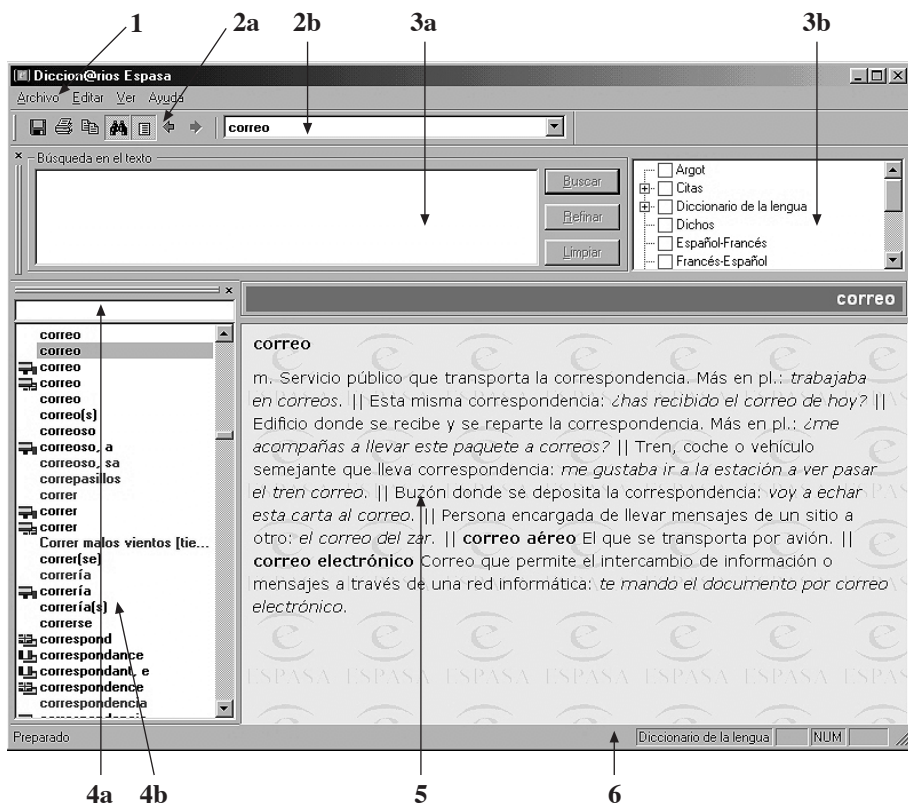 1 2a 2b 3a 3b
Diccion@rios Espasa
Archivo Editar Ver Ayuda
correo
Búsqueda en el texto
Buscar
Refinar
Limpiar
Argot
Citas
Diccionario de la lengua
Dichos
Español-Francés
Francés-Español
correo
correo
correo
correo
correo
correo
correo(s)
correoso
correoso, a
correoso, sa
correpasillos
correr
correr
correr
Correr malos vientos [tie...
correr(se)
correría
correría
correría(s)
correrse
correspond
correspondance
correspondant, e
correspondence
correspondencia
correo
m. Servicio público que transporta la correspondencia. Más en pl.: trabajaba
en correos. || Esta misma correspondencia: ¿has recibido el correo de hoy? ||
Edificio donde se recibe y se reparte la correspondencia. Más en pl.: ¿me
acompañas a llevar este paquete a correos? || Tren, coche o vehículo
semejante que lleva correspondencia: me gustaba ir a la estación a ver pasar
el tren correo. || Buzón donde se deposita la correspondencia: voy a echar
esta carta al correo. || Persona encargada de llevar mensajes de un sitio a
otro: el correo del zar. || correo aéreo El que se transporta por avión. ||
correo electrónico Correo que permite el intercambio de información o
mensajes a través de una red informática: te mando el documento por correo
electrónico.
ESPASA ESPASA ESPASA ESPASA ESPASA ESPAS
Preparado
Diccionario de la lengua NUM
4a 4b 5 6